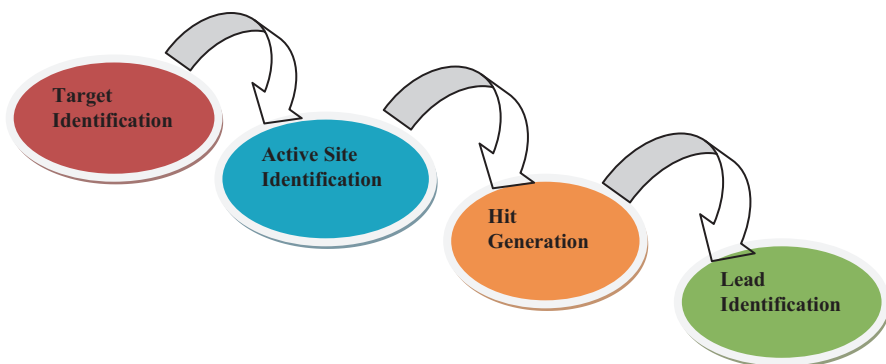 Target
Identification
Active Site
Identification
Hit
Generation
Lead
Identification